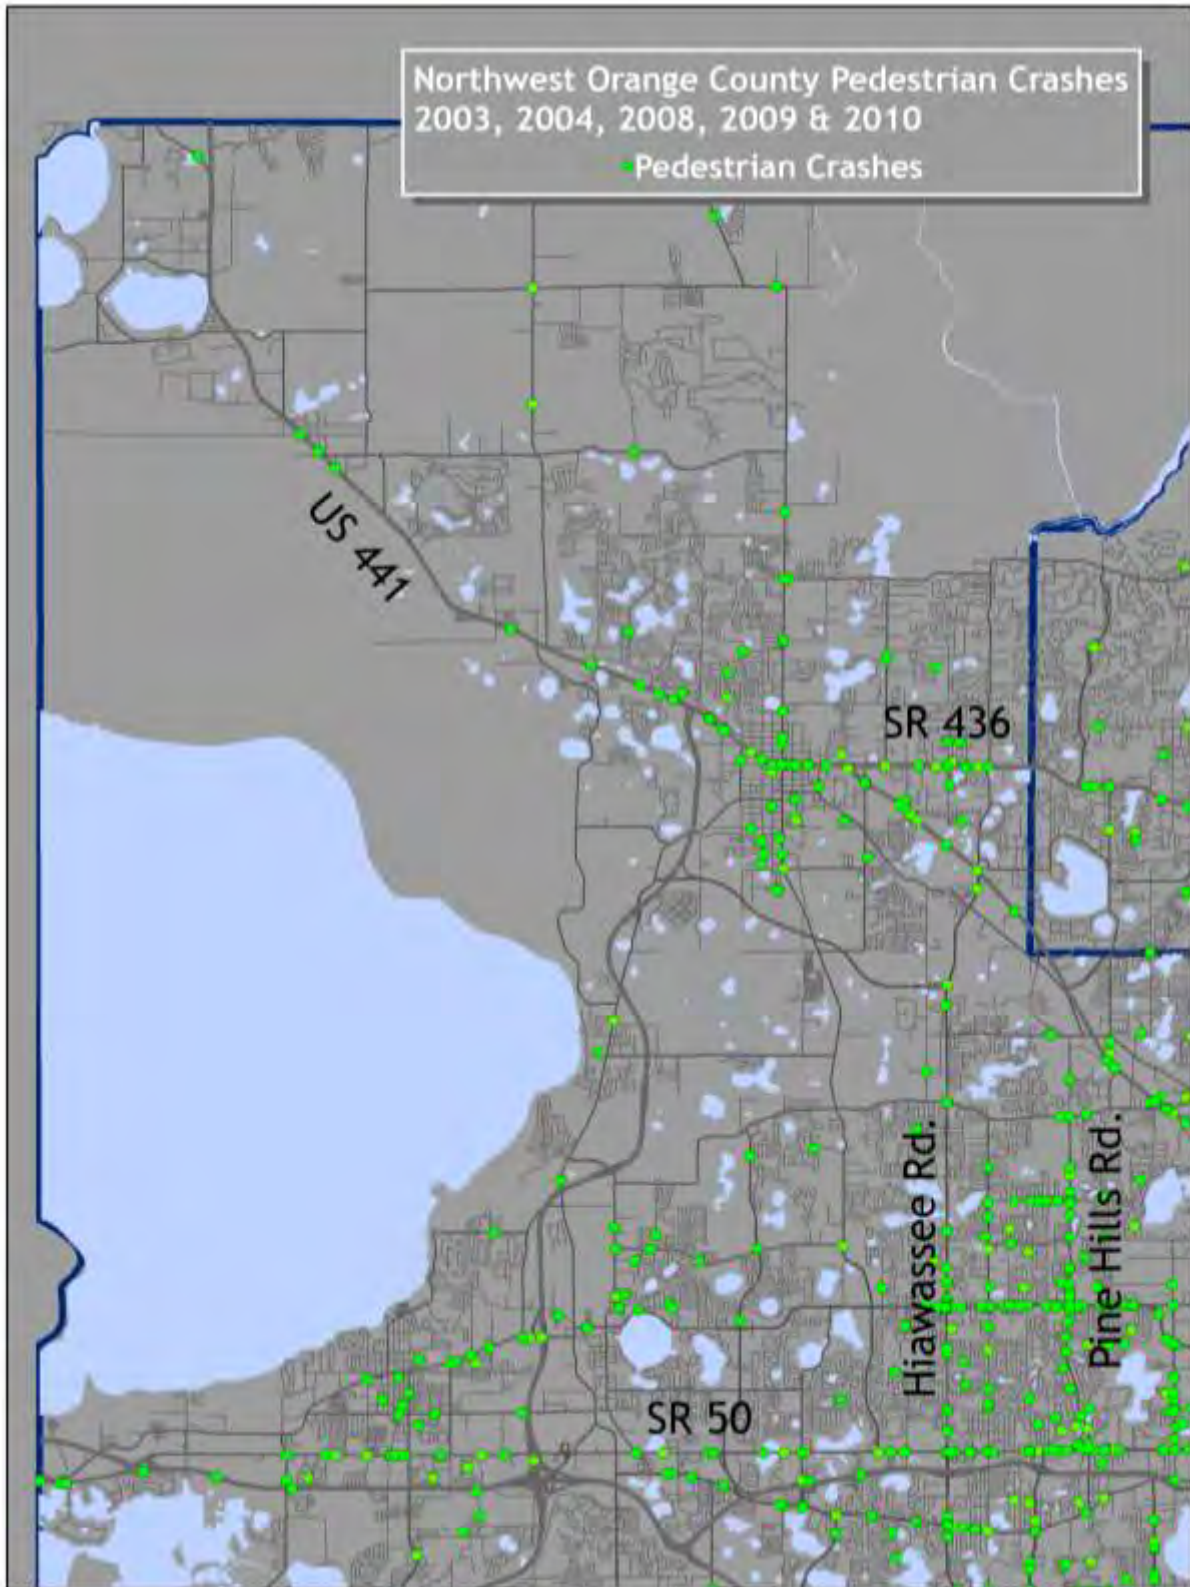 Northwest Orange County Pedestrian Crashes
2003, 2004, 2008, 2009 & 2010
Pedestrian Crashes
US 441
SR 436
Hiawassee Rd.
Pine Hills Rd.
SR 50